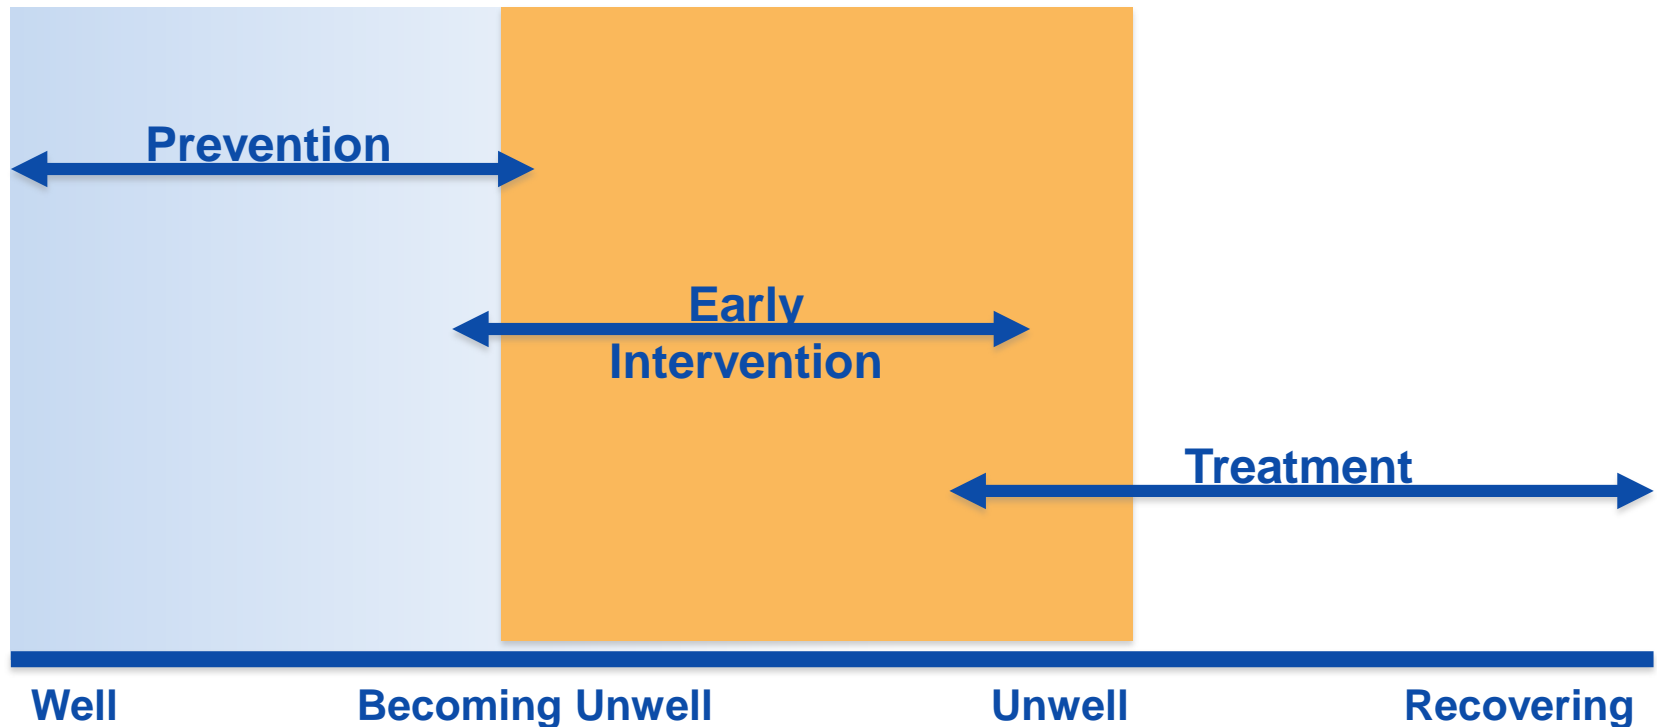 Prevention
Early
Intervention
Treatment
Well Becoming Unwell Unwell Recovering